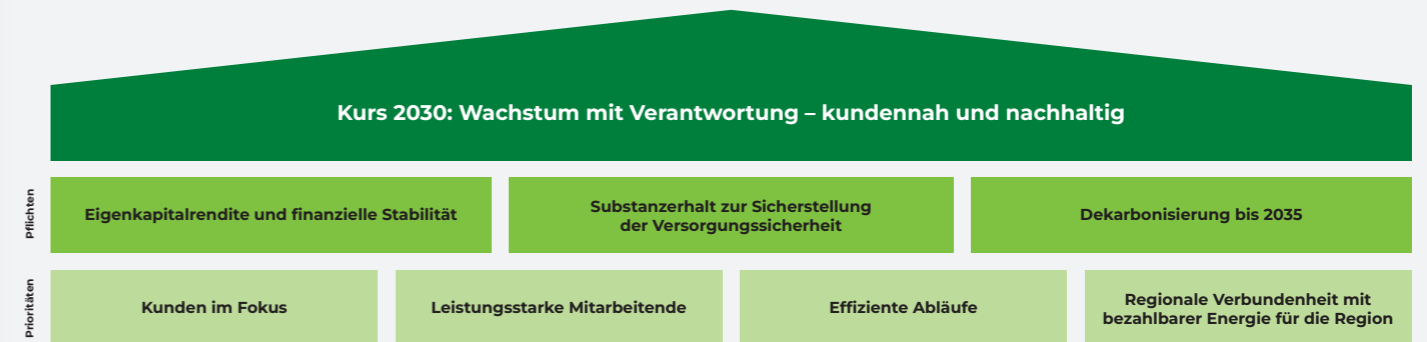 Kurs 2030: Wachstum mit Verantwortung – kundennah und nachhaltig
Pflichten
Eigenkapitalrendite und finanzielle Stabilität
Substanzerhalt zur Sicherstellung
der Versorgungssicherheit
Dekarbonisierung bis 2035
Prioritäten
Kunden im Fokus
Leistungsstarke Mitarbeitende
Effiziente Abläufe
Regionale Verbundenheit mit
bezahlbarer Energie für die Region